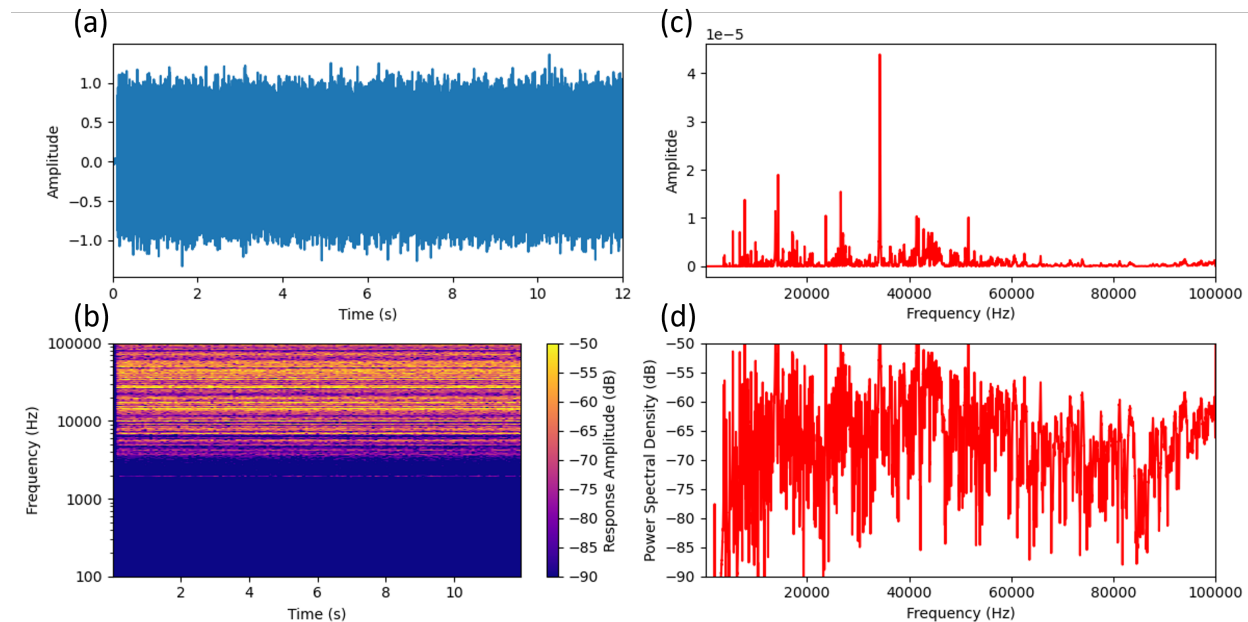 (a)
1.0
0.5
0.0
−0.5
−1.0
Amplitude
0 2 4 6 8 10 12
Time (s)
(c)
1e−5
4
3
2
1
0
Amplitde
20000 40000 60000 80000 100000
Frequency (Hz)
(b)
100000
10000
1000
100
Frequency (Hz)
2 4 6 8 10
Time (s)
−50
−55
−60
−65
−70
−75
−80
−85
−90
Response Amplitude (dB)
(d)
−50
−55
−60
−65
−70
−75
−80
−85
−90
Power Spectral Density (dB)
20000 40000 60000 80000 100000
Frequency (Hz)